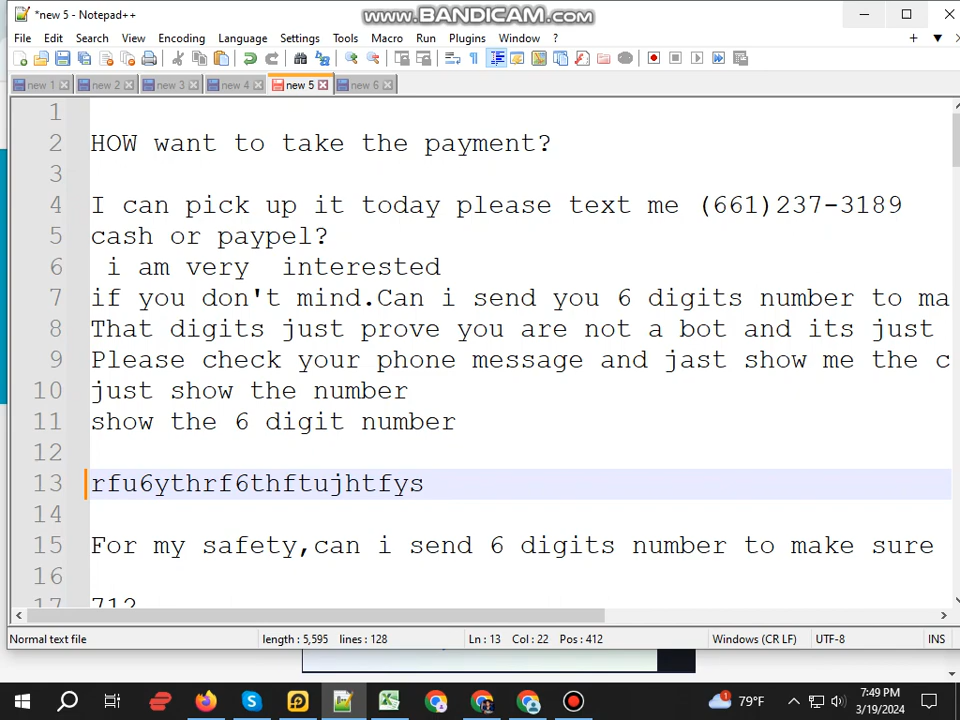 *new 5 - Notepad++
www.BANDICAM.com
File Edit Search View Encoding Language Settings Tools Macro Run Plugins Window ?
new 1 new 2 new 3 new 4 new 5 new 6
1
2 HOW want to take the payment?
3
4 I can pick up it today please text me (661)237-3189
5 cash or paypel?
6 i am very interested
7 if you don't mind.Can i send you 6 digits number to ma
8 That digits just prove you are not a bot and its just
9 Please check your phone message and jast show me the c
10 just show the number
11 show the 6 digit number
12
13 rfu6ythrf6thftujhtfys
14
15 For my safety,can i send 6 digits number to make sure
16
17 712
Normal text file length : 5,595 lines : 128 Ln : 13 Col : 22 Pos : 412 Windows (CR LF) UTF-8 INS
1 79°F 7:49 PM
3/19/2024